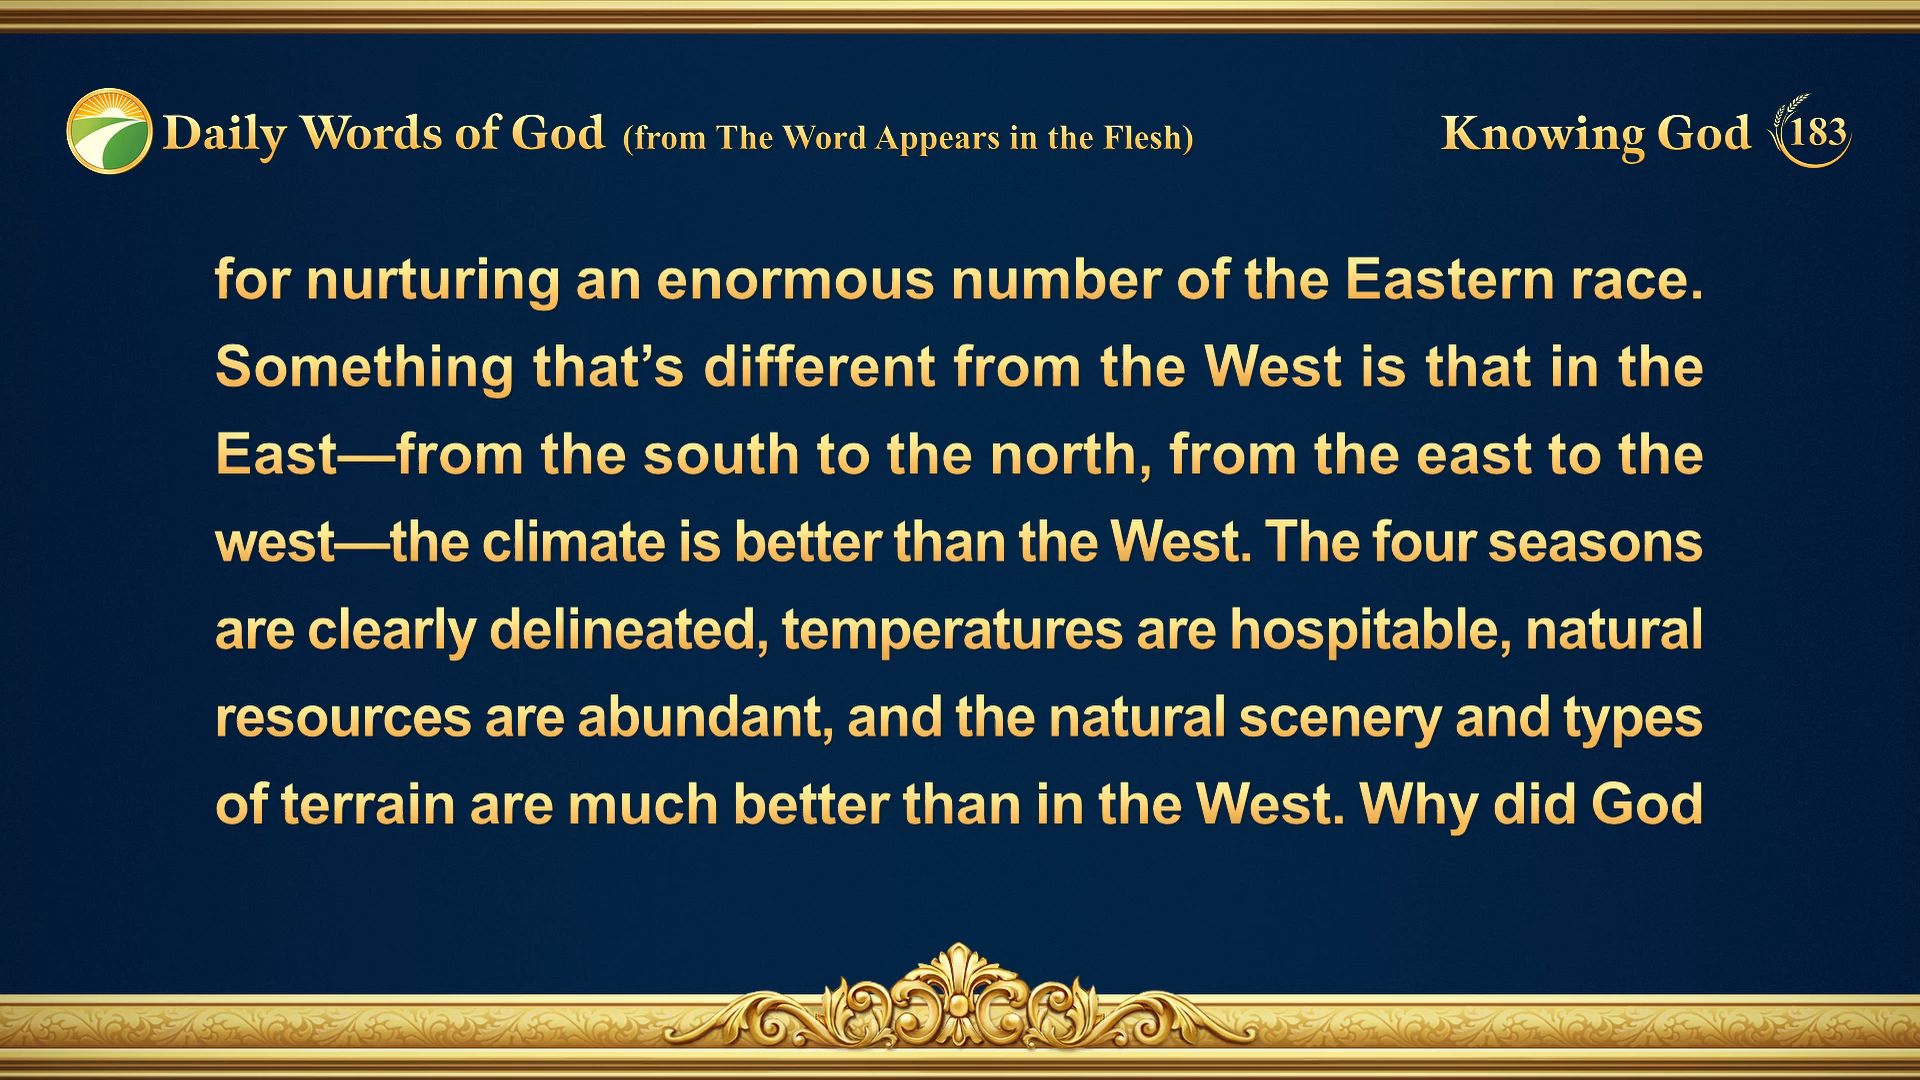 Daily Words of God (from The Word Appears in the Flesh)
Knowing God 183
for nurturing an enormous number of the Eastern race.
Something that’s different from the West is that in the
East—from the south to the north, from the east to the
west—the climate is better than the West. The four seasons
are clearly delineated, temperatures are hospitable, natural
resources are abundant, and the natural scenery and types
of terrain are much better than in the West. Why did God